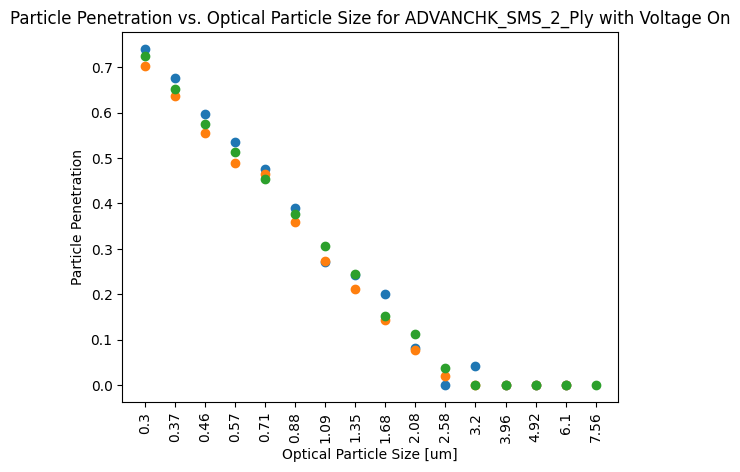 Particle Penetration vs. Optical Particle Size for ADVANCHK_SMS_2_Ply with Voltage On
Particle Penetration
0.7
0.6
0.5
0.4
0.3
0.2
0.1
0.0
0.3 0.37 0.46 0.57 0.71 0.88 1.09 1.35 1.68 2.08 2.58 3.2 3.96 4.92 6.1 7.56
Optical Particle Size [um]